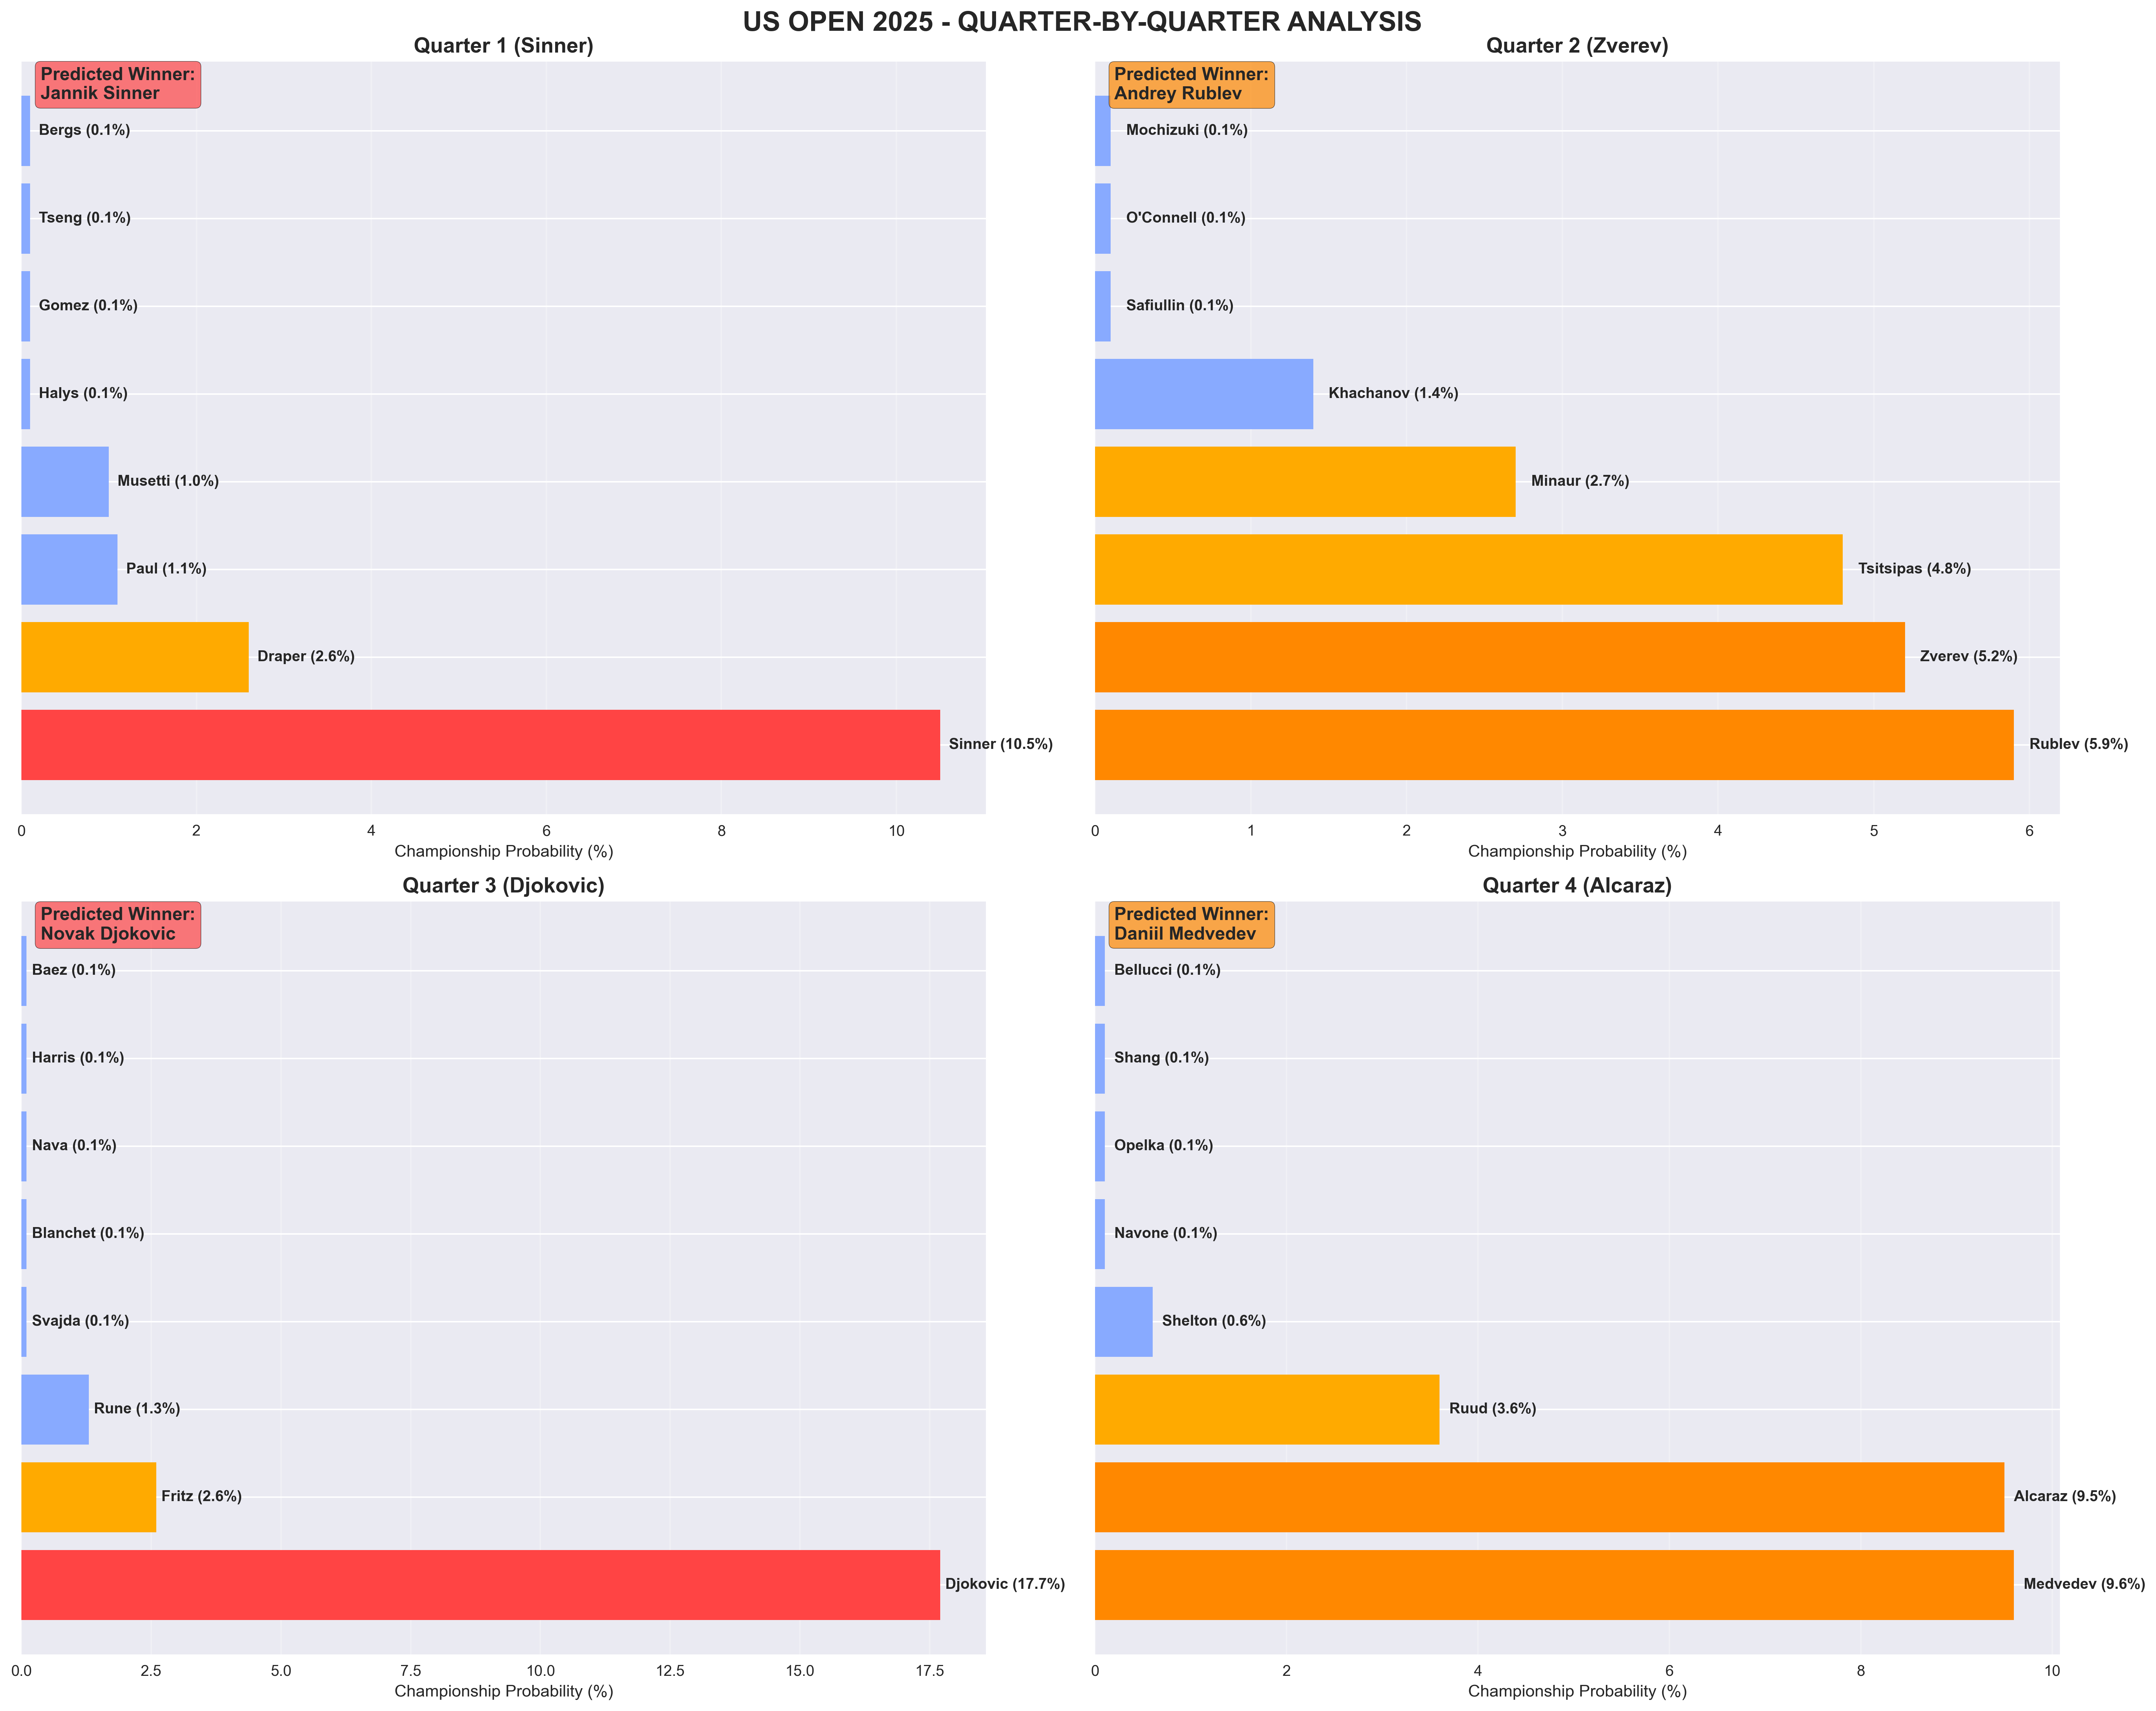 US OPEN 2025 - QUARTER-BY-QUARTER ANALYSIS
Quarter 1 (Sinner)
Predicted Winner:
Jannik Sinner
Bergs (0.1%)
Tseng (0.1%)
Gomez (0.1%)
Halys (0.1%)
Musetti (1.0%)
Paul (1.1%)
Draper (2.6%)
Sinner (10.5%)
0 2 4 6 8 10
Championship Probability (%)
Quarter 2 (Zverev)
Predicted Winner:
Andrey Rublev
Mochizuki (0.1%)
O'Connell (0.1%)
Safiullin (0.1%)
Khachanov (1.4%)
Minaur (2.7%)
Tsitsipas (4.8%)
Zverev (5.2%)
Rublev (5.9%)
0 1 2 3 4 5 6
Championship Probability (%)
Quarter 3 (Djokovic)
Predicted Winner:
Novak Djokovic
Baez (0.1%)
Harris (0.1%)
Nava (0.1%)
Blanchet (0.1%)
Svajda (0.1%)
Rune (1.3%)
Fritz (2.6%)
Djokovic (17.7%)
0.0 2.5 5.0 7.5 10.0 12.5 15.0 17.5
Championship Probability (%)
Quarter 4 (Alcaraz)
Predicted Winner:
Daniil Medvedev
Bellucci (0.1%)
Shang (0.1%)
Opelka (0.1%)
Navone (0.1%)
Shelton (0.6%)
Ruud (3.6%)
Alcaraz (9.5%)
Medvedev (9.6%)
0 2 4 6 8 10
Championship Probability (%)